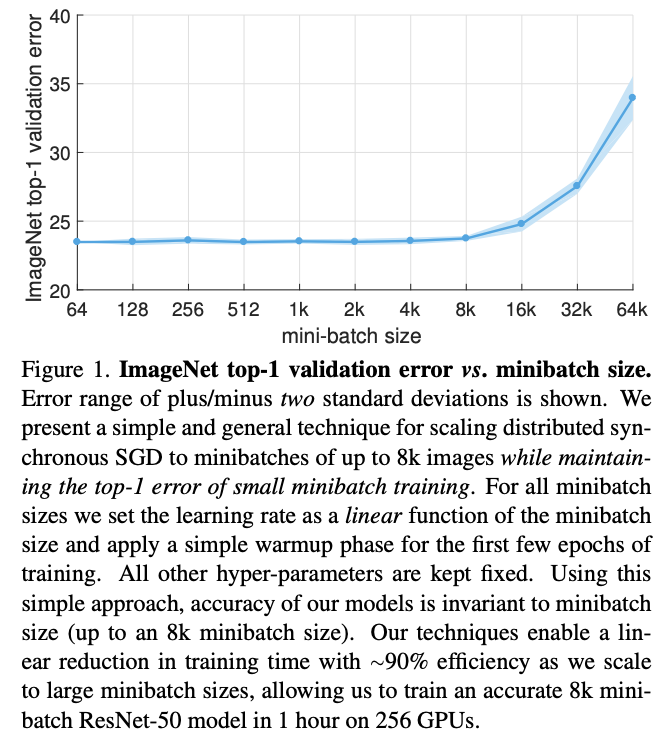 40
35
30
25
20
ImageNet top-1 validation error
64 128 256 512 1k 2k 4k 8k 16k 32k 64k
mini-batch size
Figure 1. ImageNet top-1 validation error vs. minibatch size.
Error range of plus/minus two standard deviations is shown. We
present a simple and general technique for scaling distributed syn-
chronous SGD to minibatches of up to 8k images while maintain-
ing the top-1 error of small minibatch training. For all minibatch
sizes we set the learning rate as a linear function of the minibatch
size and apply a simple warmup phase for the first few epochs of
training. All other hyper-parameters are kept fixed. Using this
simple approach, accuracy of our models is invariant to minibatch
size (up to an 8k minibatch size). Our techniques enable a lin-
ear reduction in training time with ~90% efficiency as we scale
to large minibatch sizes, allowing us to train an accurate 8k mini-
batch ResNet-50 model in 1 hour on 256 GPUs.